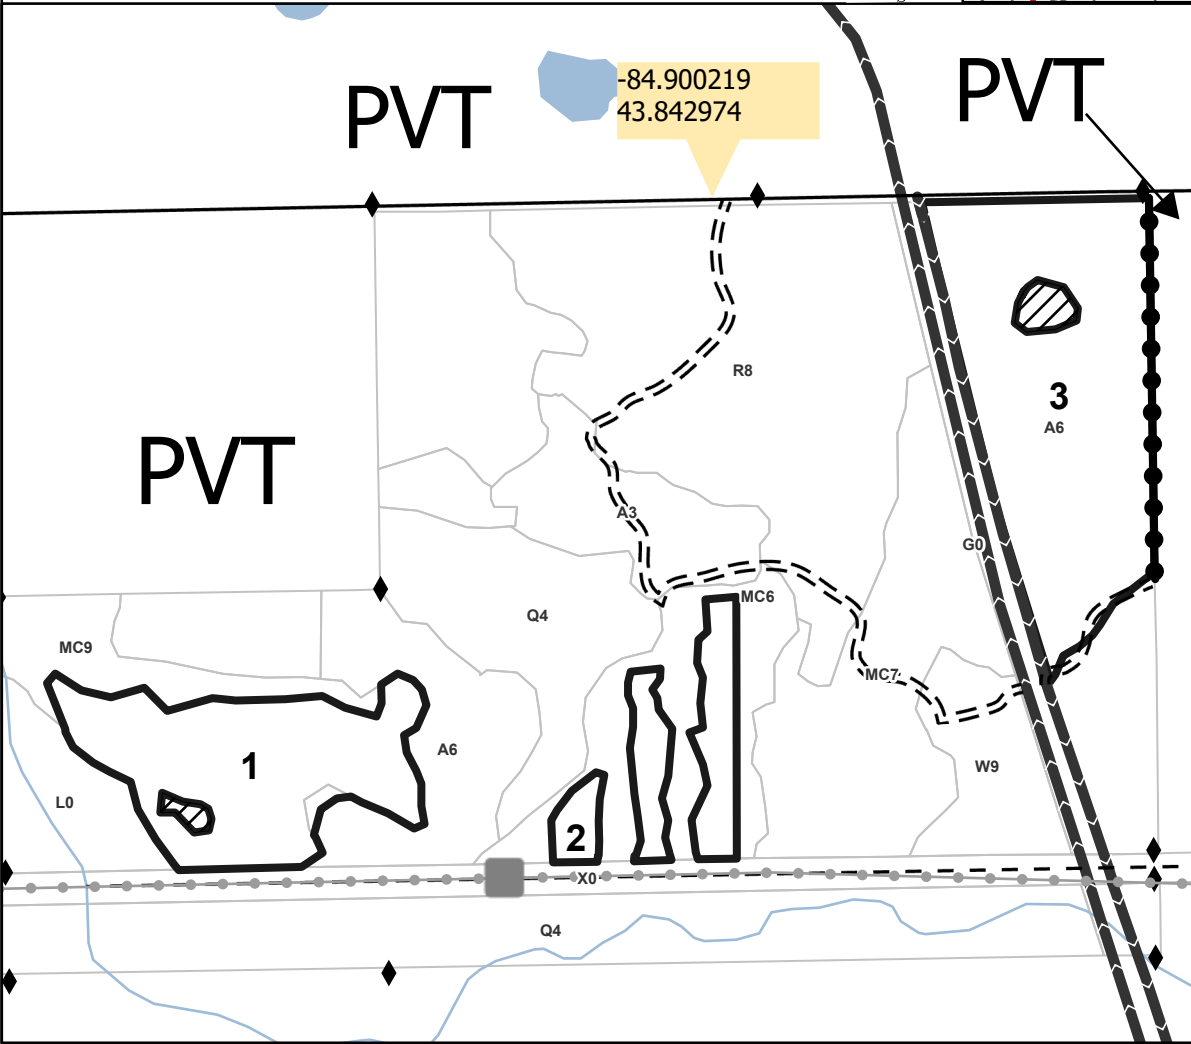 PVT
-84.900219
43.842974
PVT
R8
3
A6
PVT
A3
G0
MC6
Q4
MC9
MC7
A6
1
W9
L0
2
X0
Q4